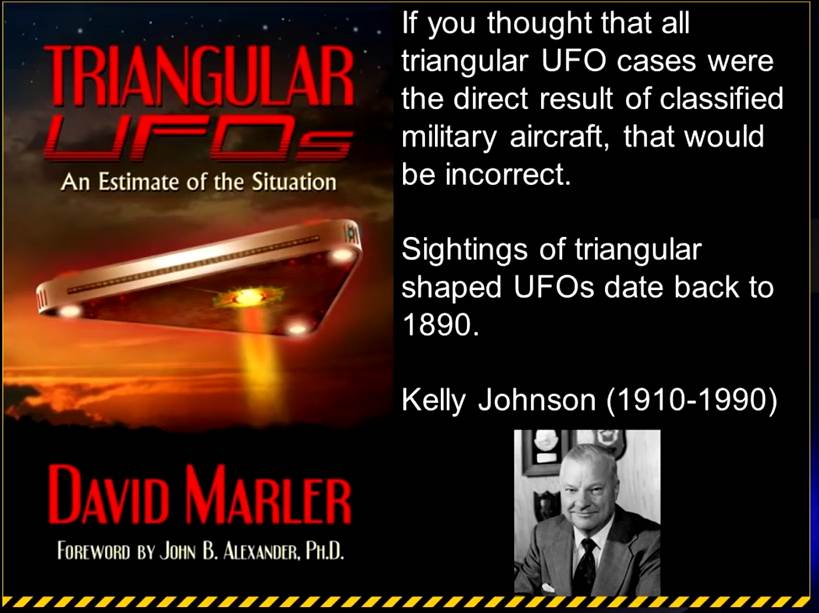 TRIANGULAR
UFOs
An Estimate of the Situation
DAVID MARLER
FOREWORD BY JOHN B. ALEXANDER, PH.D.
If you thought that all
triangular UFO cases were
the direct result of classified
military aircraft, that would
be incorrect.
Sightings of triangular
shaped UFOs date back to
1890.
Kelly Johnson (1910-1990)